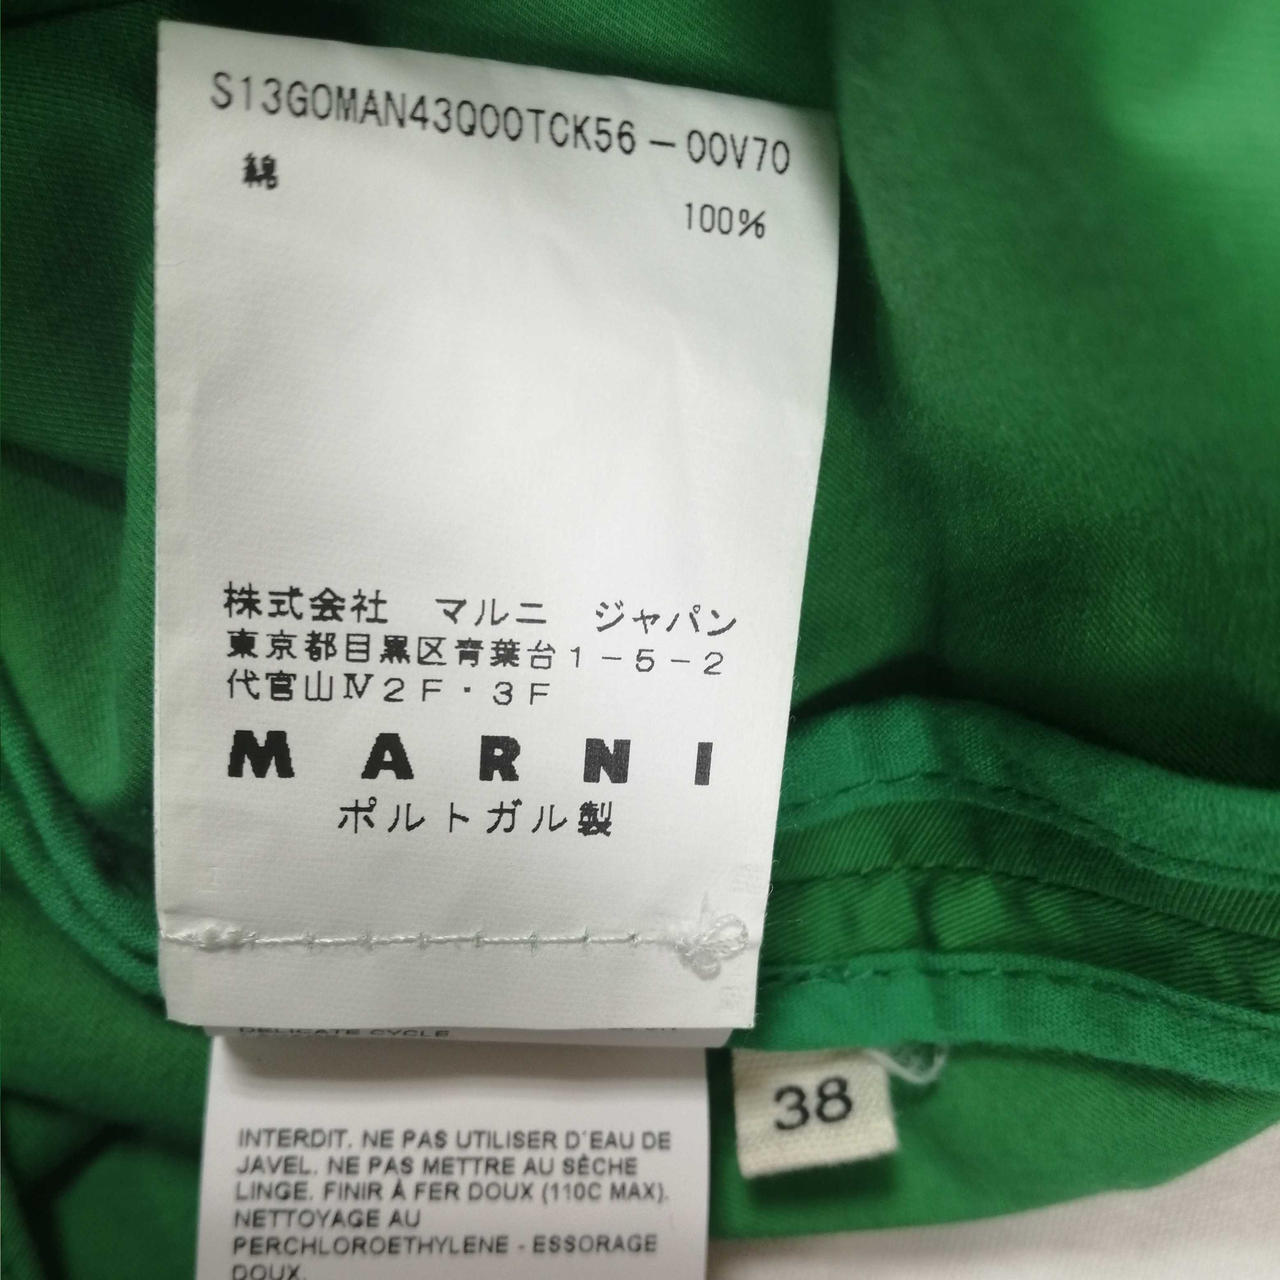 S13GOMAN43Q00TCK56－00V70
綿
100%
株式会社 マルニ ジャパン
東京都目黒区青葉台1－5－2
代官山Ⅳ2F・3F
MARNI
ポルトガル製
DELICATE CYCLE
38
INTERDIT. NE PAS UTILISER D'EAU DE
JAVEL. NE PAS METTRE AU SÈCHE
LINGE. FINIR À FER DOUX (110C MAX).
NETTOYAGE AU
PERCHLOROETHYLENE - ESSORAGE
DOUX.